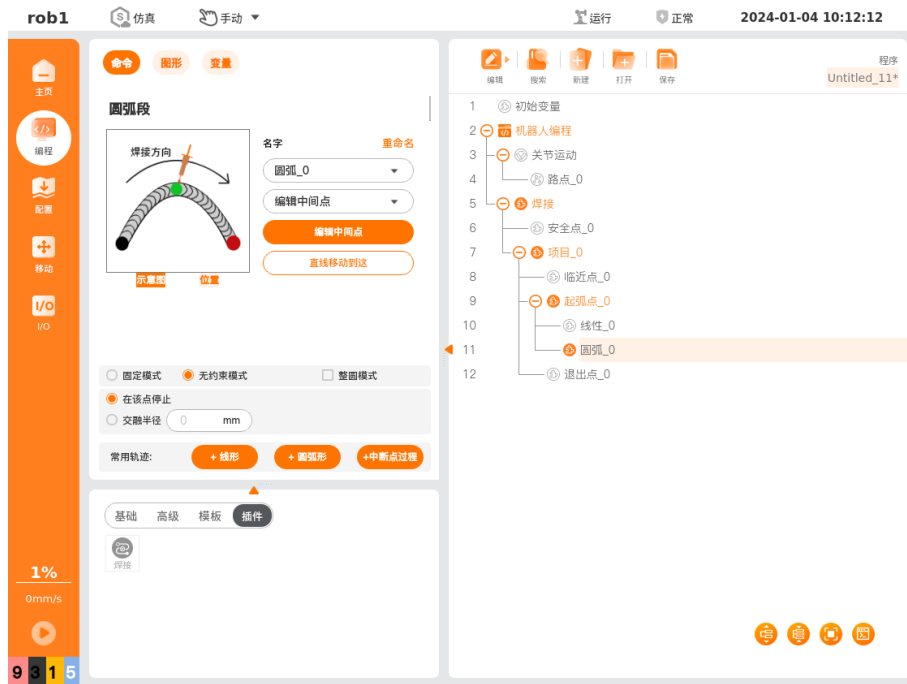 rob1 仿真 手动 运行 正常 2024-01-04 10:12:12
主页
编程
配置
移动
I/O
I/O
1%
0mm/s
9 3 1 5
命令 图形 变量
圆弧段
焊接方向
示意图 位置
名字 重命名
圆弧_0
编辑中间点
编辑中间点
直线移动到这
固定模式 无约束模式 整圆模式
在该点停止
交融半径 0 mm
常用轨迹: + 线形 + 圆弧形 +中断点过程
基础 高级 模板 插件
焊接
编辑 搜索 新建 打开 保存
程序
Untitled_11*
1 初始变量
2 机器人编程
3 关节运动
4 路点_0
5 焊接
6 安全点_0
7 项目_0
8 临近点_0
9 起弧点_0
10 线性_0
11 圆弧_0
12 退出点_0